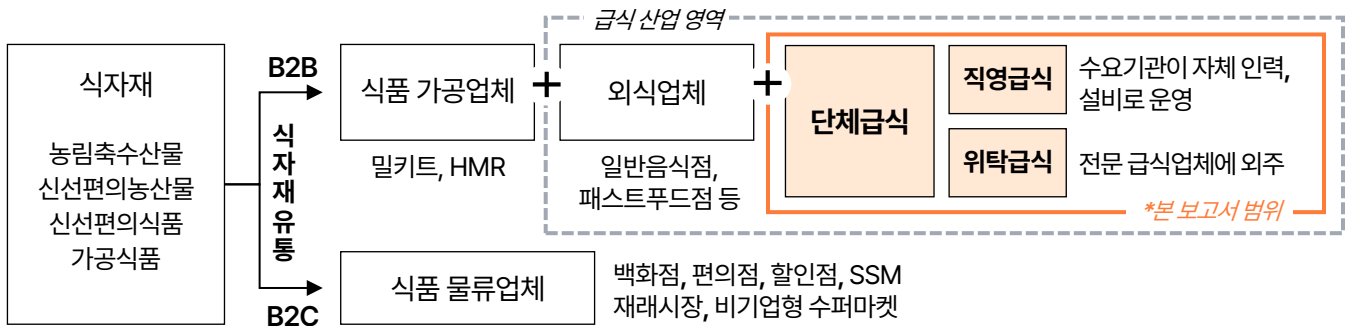 급식 산업 영역
식자재
농림축수산물
신선편의농산물
신선편의식품
가공식품
식자재유통
B2B
식품 가공업체
밀키트, HMR
+
외식업체
일반음식점,
패스트푸드점 등
+
단체급식
직영급식
수요기관이 자체 인력,
설비로 운영
위탁급식
전문 급식업체에 외주
*본 보고서 범위
B2C
식품 물류업체
백화점, 편의점, 할인점, SSM
재래시장, 비기업형 수퍼마켓